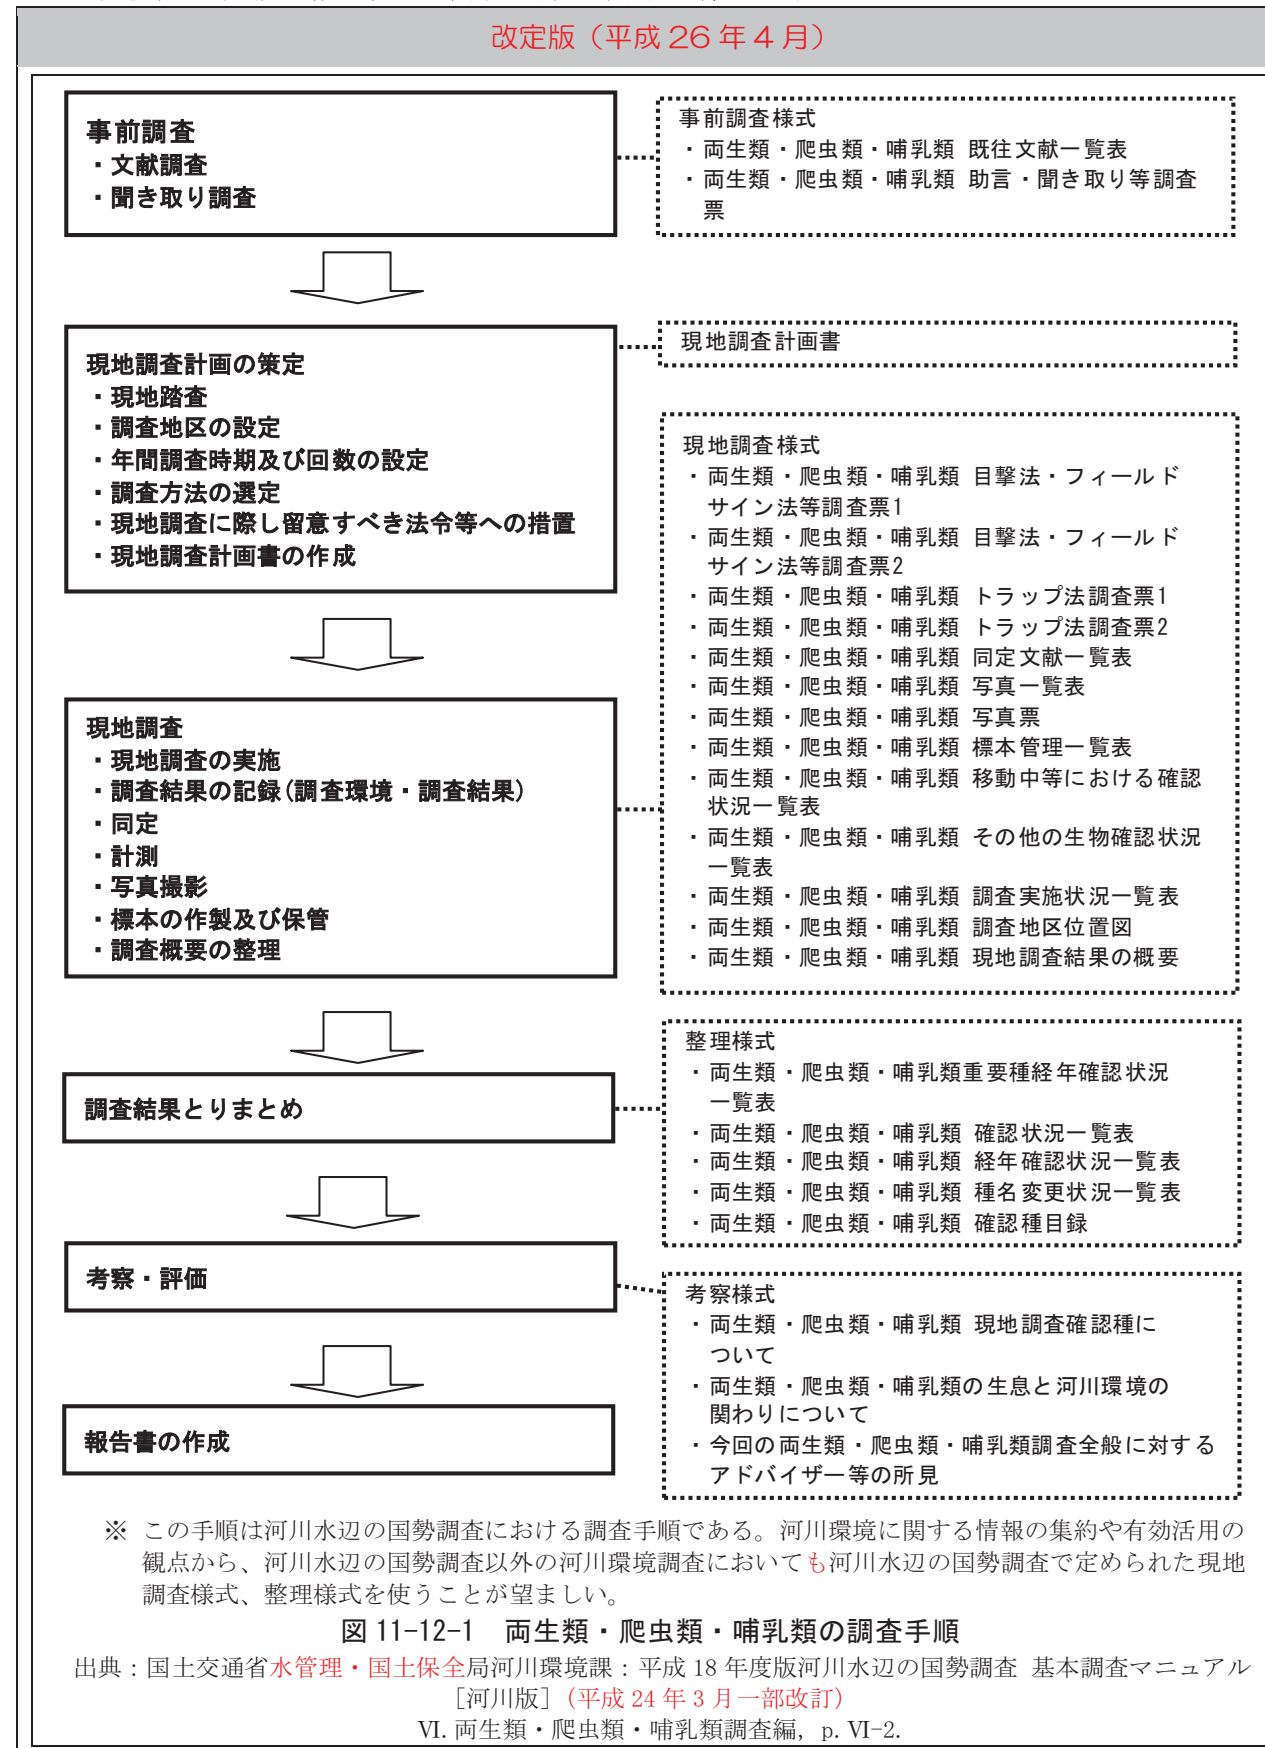 改定版（平成26年4月）
事前調査
・文献調査
・聞き取り調査
事前調査様式
・両生類・爬虫類・哺乳類 既往文献一覧表
・両生類・爬虫類・哺乳類 助言・聞き取り等調査
票
現地調査計画の策定
・現地踏査
・調査地区の設定
・年間調査時期及び回数の設定
・調査方法の選定
・現地調査に際し留意すべき法令等への措置
・現地調査計画書の作成
現地調査計画書
現地調査様式
・両生類・爬虫類・哺乳類 目撃法・フィールド
サイン法等調査票1
・両生類・爬虫類・哺乳類 目撃法・フィールド
サイン法等調査票2
・両生類・爬虫類・哺乳類 トラップ法調査票1
・両生類・爬虫類・哺乳類 トラップ法調査票2
・両生類・爬虫類・哺乳類 同定文献一覧表
・両生類・爬虫類・哺乳類 写真一覧表
・両生類・爬虫類・哺乳類 写真票
・両生類・爬虫類・哺乳類 標本管理一覧表
・両生類・爬虫類・哺乳類 移動中等における確認
状況一覧表
・両生類・爬虫類・哺乳類 その他の生物確認状況
一覧表
・両生類・爬虫類・哺乳類 調査実施状況一覧表
・両生類・爬虫類・哺乳類 調査地区位置図
・両生類・爬虫類・哺乳類 現地調査結果の概要
現地調査
・現地調査の実施
・調査結果の記録(調査環境・調査結果)
・同定
・計測
・写真撮影
・標本の作製及び保管
・調査概要の整理
調査結果とりまとめ
整理様式
・両生類・爬虫類・哺乳類重要種経年確認状況
一覧表
・両生類・爬虫類・哺乳類 確認状況一覧表
・両生類・爬虫類・哺乳類 経年確認状況一覧表
・両生類・爬虫類・哺乳類 種名変更状況一覧表
・両生類・爬虫類・哺乳類 確認種目録
考察・評価
考察様式
・両生類・爬虫類・哺乳類 現地調査確認種に
ついて
・両生類・爬虫類・哺乳類の生息と河川環境の
関わりについて
・今回の両生類・爬虫類・哺乳類調査全般に対する
アドバイザー等の所見
報告書の作成
※ この手順は河川水辺の国勢調査における調査手順である。河川環境に関する情報の集約や有効活用の
観点から、河川水辺の国勢調査以外の河川環境調査においても河川水辺の国勢調査で定められた現地
調査様式、整理様式を使うことが望ましい。
図 11-12-1　両生類・爬虫類・哺乳類の調査手順
出典：国土交通省水管理・国土保全局河川環境課：平成 18 年度版河川水辺の国勢調査 基本調査マニュアル
［河川版］（平成 24 年 3 月一部改訂）
Ⅵ. 両生類・爬虫類・哺乳類調査編, p. Ⅵ-2.